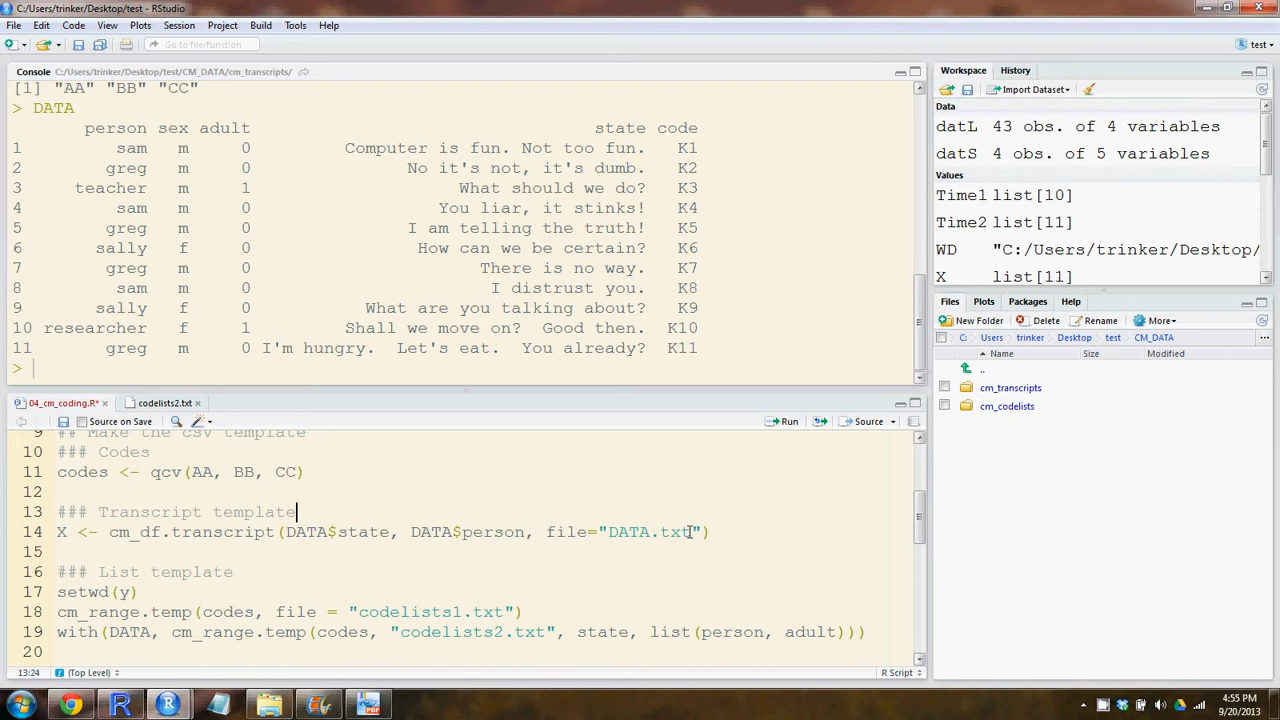 C:/Users/trinker/Desktop/test - RStudio
File Edit Code View Plots Session Project Build Tools Help
Go to file/function test
Console C:/Users/trinker/Desktop/test/CM_DATA/cm_transcripts/
[1] "AA" "BB" "CC"
> DATA
person sex adult state code
1 sam m 0 Computer is fun. Not too fun. K1
2 greg m 0 No it's not, it's dumb. K2
3 teacher m 1 What should we do? K3
4 sam m 0 You liar, it stinks! K4
5 greg m 0 I am telling the truth! K5
6 sally f 0 How can we be certain? K6
7 greg m 0 There is no way. K7
8 sam m 0 I distrust you. K8
9 sally f 0 What are you talking about? K9
10 researcher f 1 Shall we move on?  Good then. K10
11 greg m 0 I'm hungry.  Let's eat.  You already? K11
>
04_cm_coding.R* codelists2.txt
Source on Save Run Source
9 ## Make the csv template
10 ### Codes
11 codes <- qcv(AA, BB, CC)
12
13 ### Transcript template
14 X <- cm_df.transcript(DATA$state, DATA$person, file="DATA.txt")
15
16 ### List template
17 setwd(y)
18 cm_range.temp(codes, file = "codelists1.txt")
19 with(DATA, cm_range.temp(codes, "codelists2.txt", state, list(person, adult)))
20
13:24 (Top Level) R Script
Workspace History
Import Dataset
Data
datL 43 obs. of 4 variables
datS 4 obs. of 5 variables
Values
Time1 list[10]
Time2 list[11]
WD "C:/Users/trinker/Desktop/
X list[11]
Files Plots Packages Help
New Folder Delete Rename More
C: Users trinker Desktop test CM_DATA
Name Size Modified
..
cm_transcripts
cm_codelists
4:55 PM
9/20/2013